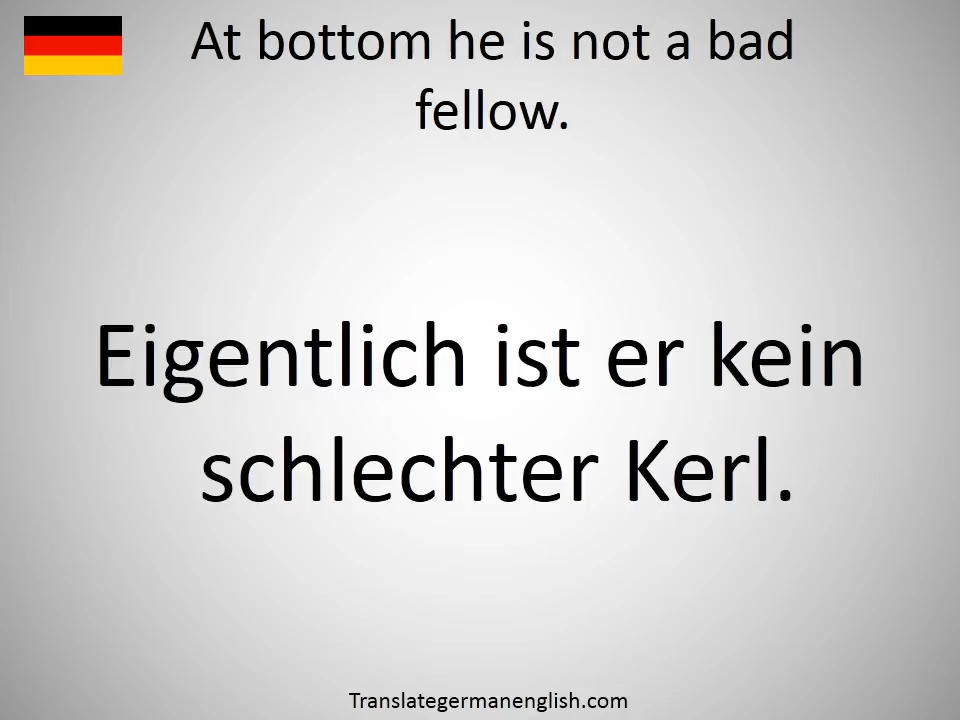 At bottom he is not a bad
fellow.
Eigentlich ist er kein
schlechter Kerl.
Translategermanenglish.com